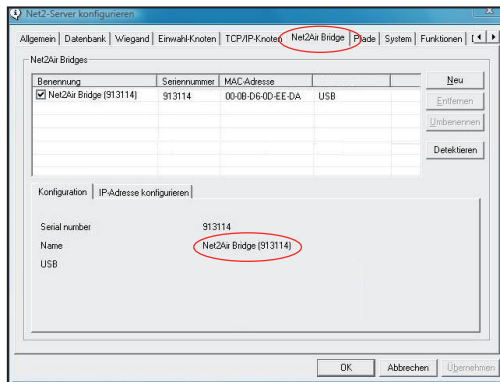 Net2-Server konfigurieren
Allgemein Datenbank Wiegand Einwahl-Knoten TCP/IP-Knoten Net2Air Bridge Pfade System Funktionen
Net2Air Bridges
Benennung Seriennummer MAC-Adresse
Net2Air Bridge (913114) 913114 00-0B-D6-0D-EE-DA USB
Neu
Entfernen
Umbenennen
Detektieren
Konfiguration IP-Adresse konfigurieren
Serial number 913114
Name Net2Air Bridge (913114)
USB
OK Abbrechen Übernehmen